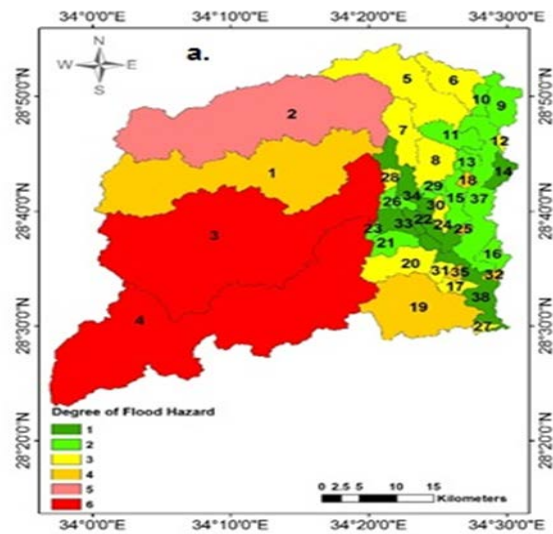 34°0'0"E 34°10'0"E 34°20'0"E 34°30'0"E
a.
N
W E
S
28°50'0"N 28°50'0"N
28°40'0"N 28°40'0"N
28°30'0"N 28°30'0"N
28°20'0"N 28°20'0"N
5 6
2 10 9
7 11 12
8 13 14
1 28 18
29 15 37
34 26 30
3 33 22 24 25
23 21 16
20 31 35 32
17
4 19 38
27
Degree of Flood Hazard
1
2
3
4
5
6
0 2.5 5 10 15
Kilometers
34°0'0"E 34°10'0"E 34°20'0"E 34°30'0"E